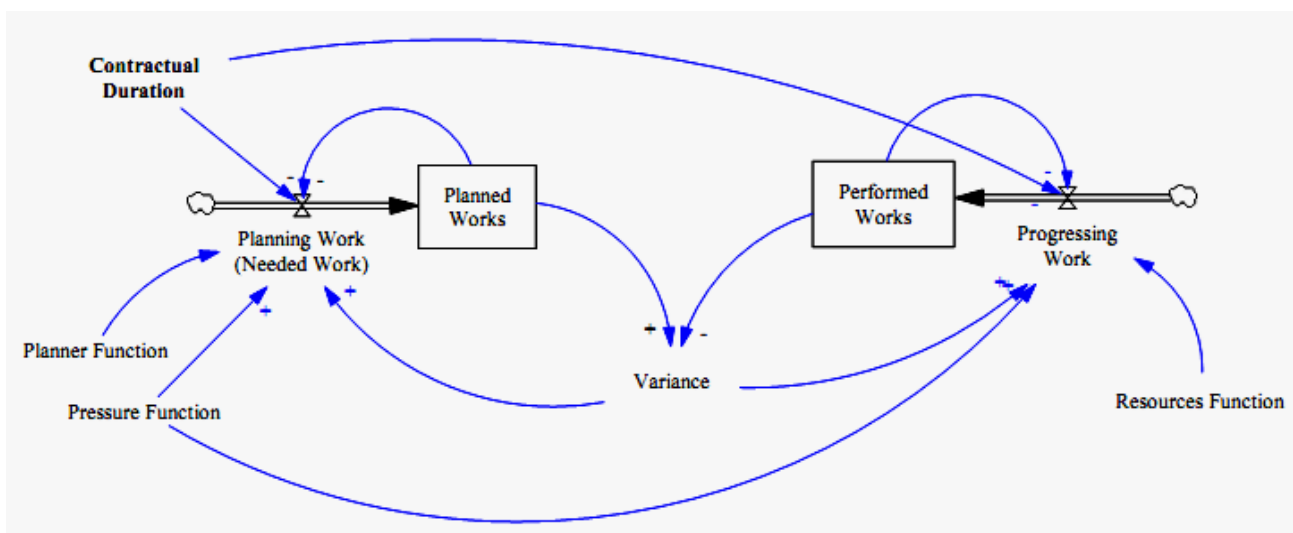 Contractual
Duration
- -
Planned
Works
Performed
Works
-
-
Planning Work
(Needed Work)
Progressing
Work
+
+
+ +
+ -
Planner Function
Variance
Pressure Function
Resources Function